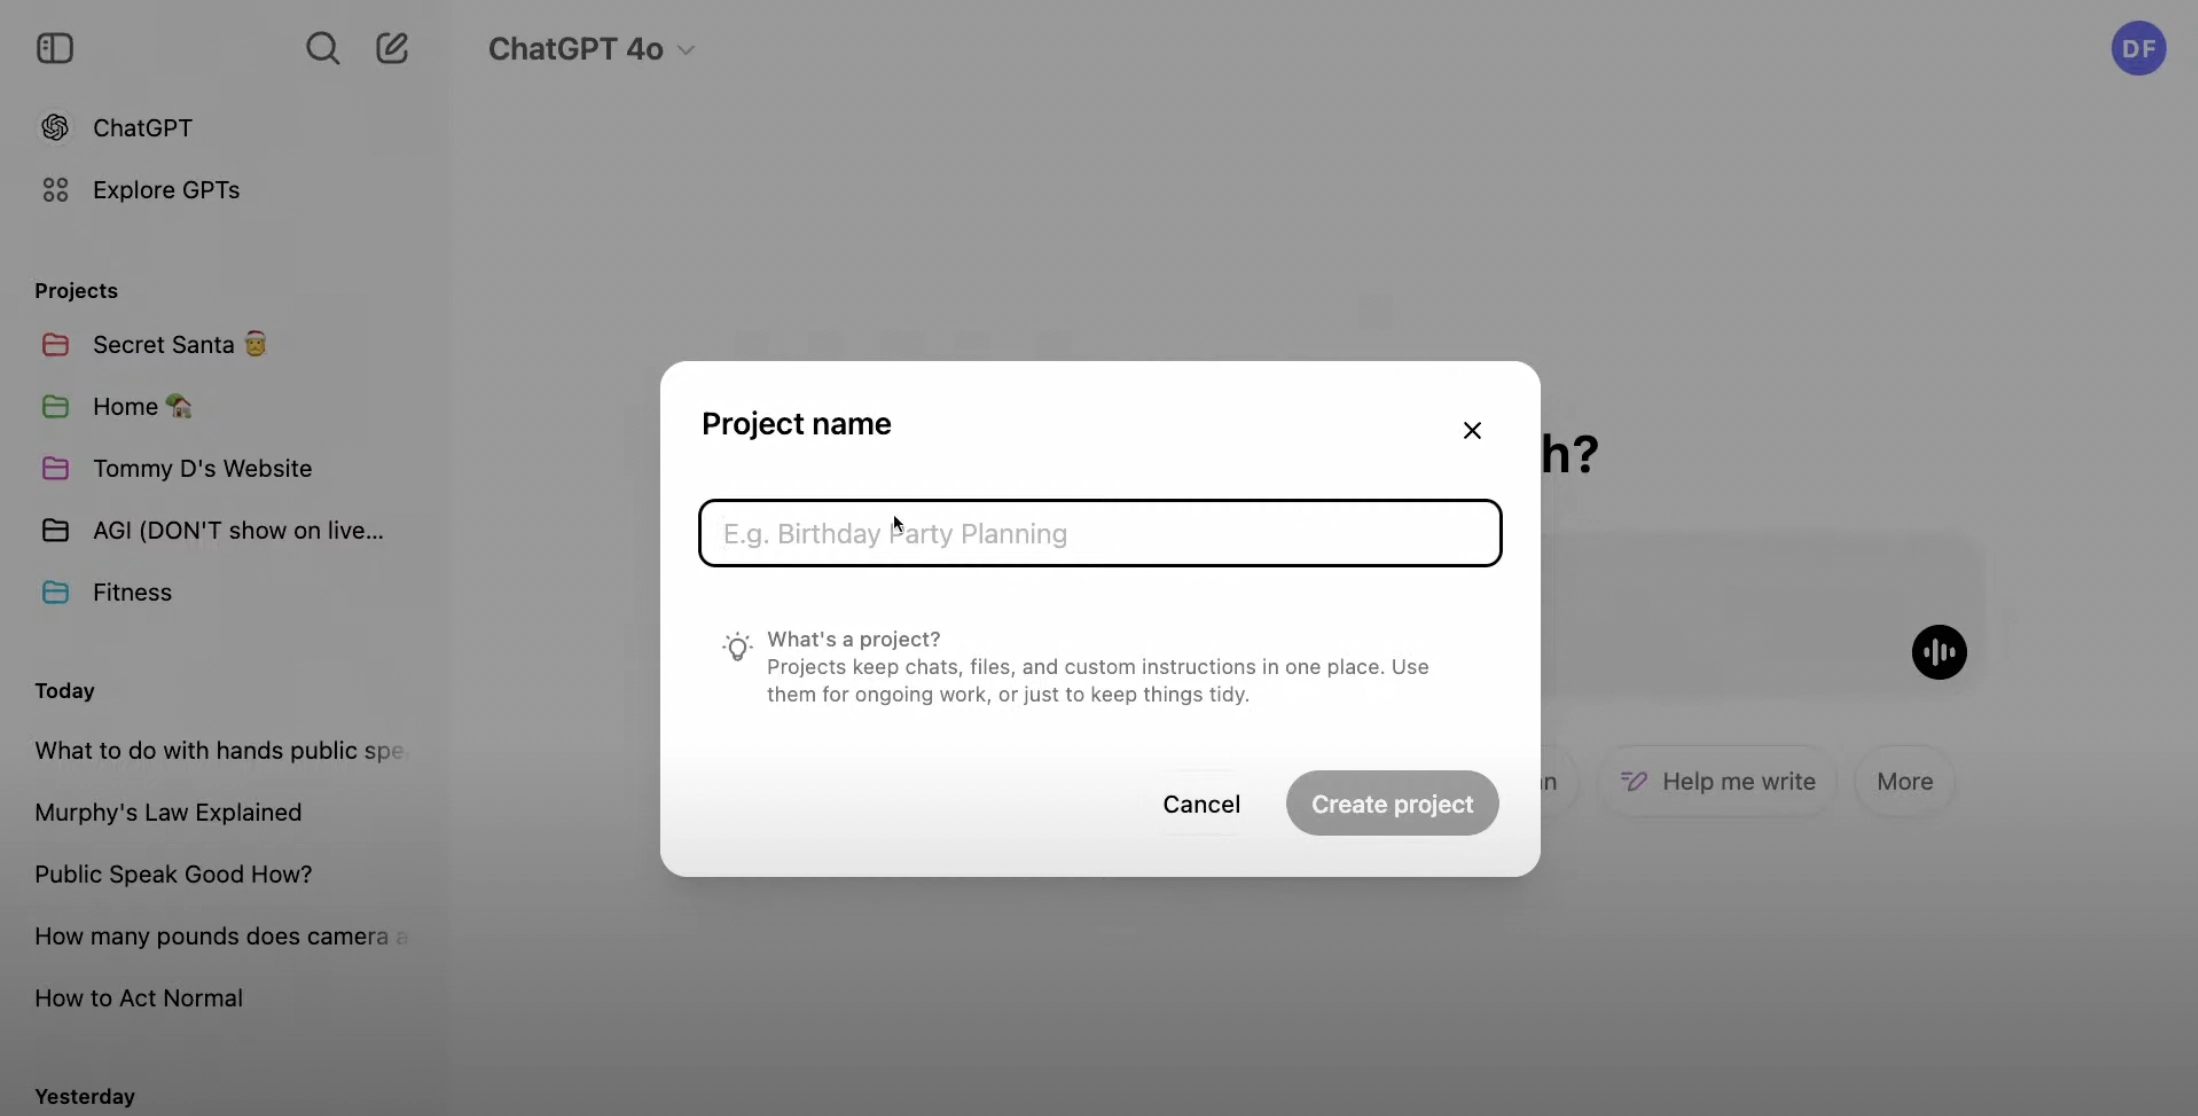 ChatGPT 4o
DF
ChatGPT
Explore GPTs
Projects
Secret Santa 🎅
Home 🏡
Tommy D's Website
AGI (DON'T show on live...
Fitness
Today
What to do with hands public spe
Murphy's Law Explained
Public Speak Good How?
How many pounds does camera a
How to Act Normal
Yesterday
h?
Project name
E.g. Birthday Party Planning
What's a project?
Projects keep chats, files, and custom instructions in one place. Use
them for ongoing work, or just to keep things tidy.
Cancel
Create project
n
Help me write
More